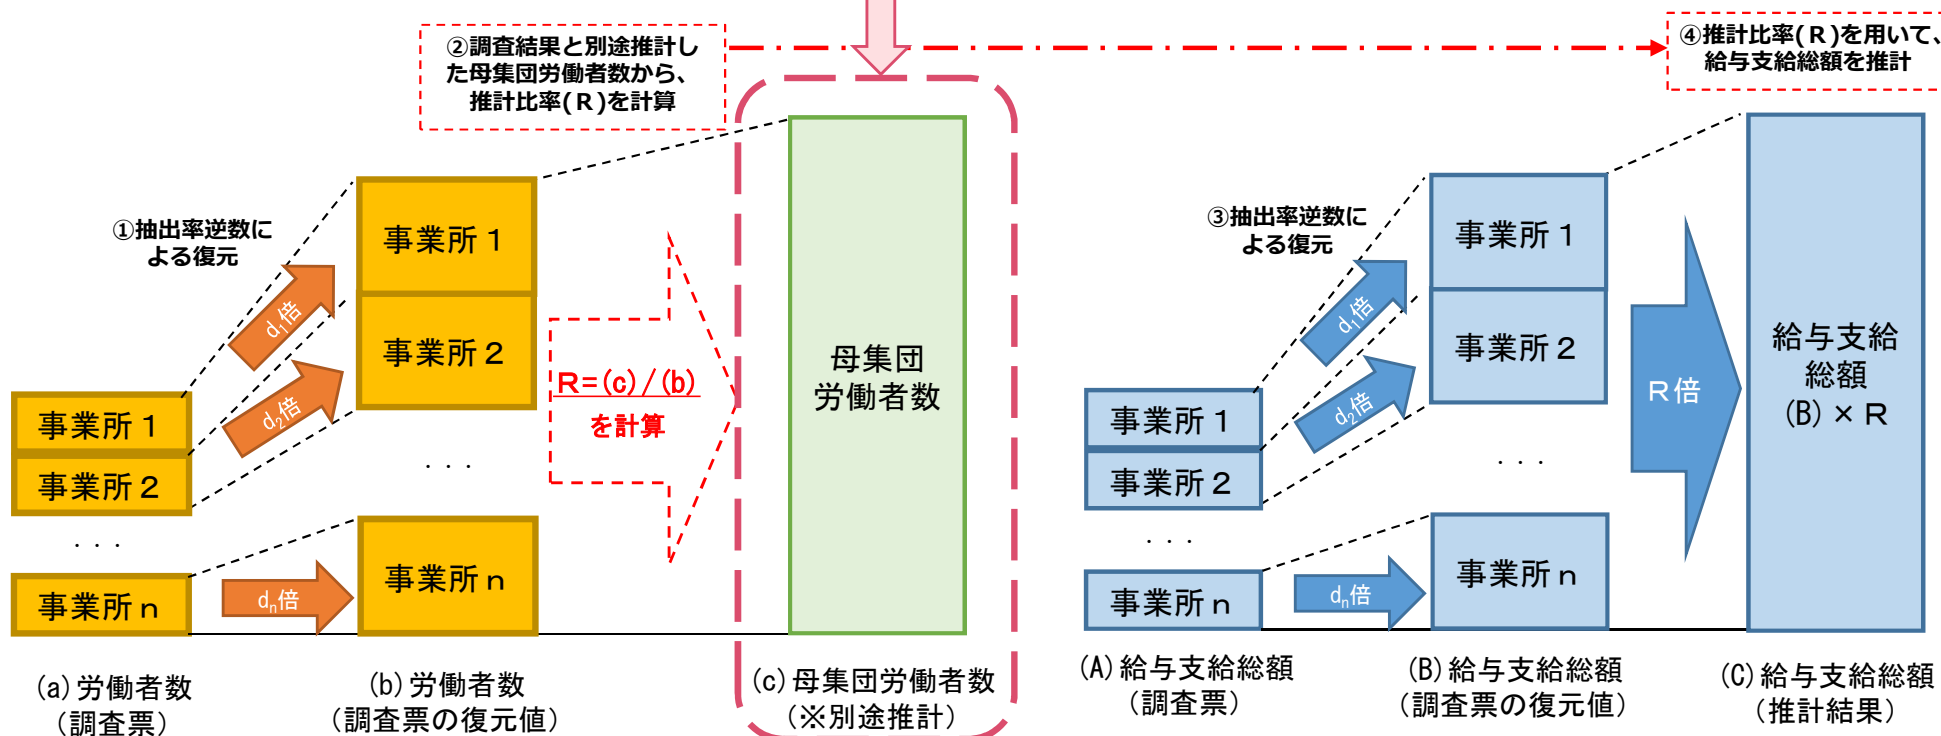 ②調査結果と別途推計し
た母集団労働者数から、
推計比率(R)を計算
④推計比率(R)を用いて、
給与支給総額を推計
①抽出率逆数に
よる復元
d₁倍
d₂倍
dₙ倍
事業所1
事業所2
・・・
事業所n
事業所1
事業所2
・・・
事業所n
R=(c)/(b)
を計算
母集団
労働者数
(a)労働者数
(調査票)
(b)労働者数
(調査票の復元値)
(c)母集団労働者数
(※別途推計)
③抽出率逆数に
よる復元
d₁倍
d₂倍
dₙ倍
事業所1
事業所2
・・・
事業所n
事業所1
事業所2
・・・
事業所n
R倍
給与支給
総額
(B)×R
(A)給与支給総額
(調査票)
(B)給与支給総額
(調査票の復元値)
(C)給与支給総額
(推計結果)